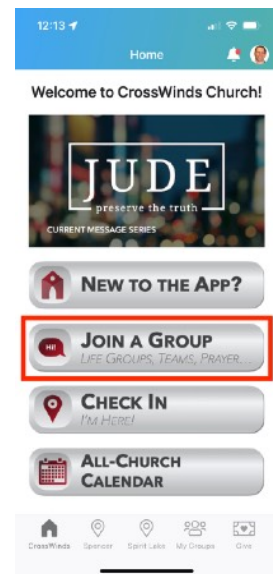 12:13
Home
Welcome to CrossWinds Church!
JUDE
preserve the truth
CURRENT MESSAGE SERIES
NEW TO THE APP?
HI!
JOIN A GROUP
LIFE GROUPS, TEAMS, PRAYER...
CHECK IN
I'M HERE!
ALL-CHURCH
CALENDAR
CrossWinds Spencer Spirit Lake My Groups Give